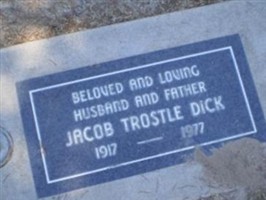 BELOVED AND LOVING
HUSBAND AND FATHER
JACOB TROSTLE DICK
1917 — 1977